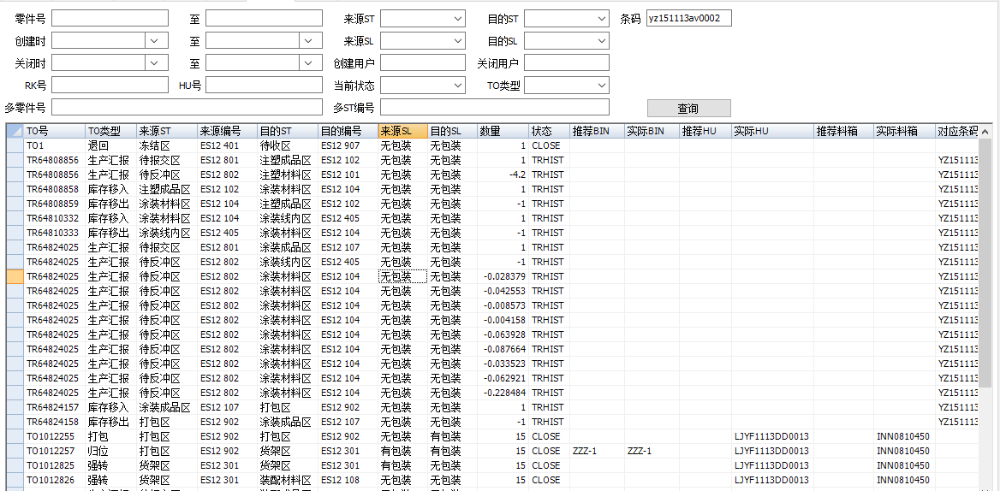 零件号 至 来源ST 目的ST 条码 yz151113av0002
创建时 至 来源SL 目的SL
关闭时 至 创建用户 关闭用户
RK号 HU号 当前状态 TO类型
多零件号 多ST编号 查询
TO号 TO类型 来源ST 来源编号 目的ST 目的编号 来源SL 目的SL 数量 状态 推荐BIN 实际BIN 推荐HU 实际HU 推荐料箱 实际料箱 对应条码
TO1 退回 冻结区 ES12 401 待收区 ES12 907 无包装 无包装 1 CLOSE
TR64808856 生产汇报 待报交区 ES12 801 注塑成品区 ES12 102 无包装 无包装 1 TRHIST YZ151113
TR64808856 生产汇报 待反冲区 ES12 802 注塑材料区 ES12 101 无包装 无包装 -4.2 TRHIST YZ151113
TR64808858 库存移入 注塑成品区 ES12 102 涂装材料区 ES12 104 无包装 无包装 1 TRHIST YZ151113
TR64808859 库存移出 涂装材料区 ES12 104 注塑成品区 ES12 102 无包装 无包装 -1 TRHIST YZ151113
TR64810332 库存移入 涂装材料区 ES12 104 涂装线内区 ES12 405 无包装 无包装 1 TRHIST YZ151113
TR64810333 库存移出 涂装线内区 ES12 405 涂装材料区 ES12 104 无包装 无包装 -1 TRHIST YZ151113
TR64824025 生产汇报 待报交区 ES12 801 涂装成品区 ES12 107 无包装 无包装 1 TRHIST YZ151113
TR64824025 生产汇报 待反冲区 ES12 802 涂装线内区 ES12 405 无包装 无包装 -1 TRHIST YZ151113
TR64824025 生产汇报 待反冲区 ES12 802 涂装材料区 ES12 104 无包装 无包装 -0.028379 TRHIST YZ151113
TR64824025 生产汇报 待反冲区 ES12 802 涂装材料区 ES12 104 无包装 无包装 -0.042553 TRHIST YZ151113
TR64824025 生产汇报 待反冲区 ES12 802 涂装材料区 ES12 104 无包装 无包装 -0.008573 TRHIST YZ151113
TR64824025 生产汇报 待反冲区 ES12 802 涂装材料区 ES12 104 无包装 无包装 -0.004158 TRHIST YZ151113
TR64824025 生产汇报 待反冲区 ES12 802 涂装材料区 ES12 104 无包装 无包装 -0.063928 TRHIST YZ151113
TR64824025 生产汇报 待反冲区 ES12 802 涂装材料区 ES12 104 无包装 无包装 -0.087664 TRHIST YZ151113
TR64824025 生产汇报 待反冲区 ES12 802 涂装材料区 ES12 104 无包装 无包装 -0.033523 TRHIST YZ151113
TR64824025 生产汇报 待反冲区 ES12 802 涂装材料区 ES12 104 无包装 无包装 -0.062921 TRHIST YZ151113
TR64824025 生产汇报 待反冲区 ES12 802 涂装材料区 ES12 104 无包装 无包装 -0.228484 TRHIST YZ151113
TR64824157 库存移入 涂装成品区 ES12 107 打包区 ES12 902 无包装 无包装 1 TRHIST YZ151113
TR64824158 库存移出 打包区 ES12 902 涂装成品区 ES12 107 无包装 无包装 -1 TRHIST YZ151113
TO1012255 打包 打包区 ES12 902 打包区 ES12 902 无包装 有包装 15 CLOSE LJYF1113DD0013 INN0810450
TO1012257 归位 打包区 ES12 902 货架区 ES12 301 有包装 有包装 15 CLOSE ZZZ-1 ZZZ-1 LJYF1113DD0013 INN0810450
TO1012825 强转 货架区 ES12 301 货架区 ES12 301 有包装 无包装 15 CLOSE LJYF1113DD0013 INN0810450
TO1012826 强转 货架区 ES12 301 装配材料区 ES12 108 无包装 无包装 15 CLOSE LJYF1113DD0013 INN0810450